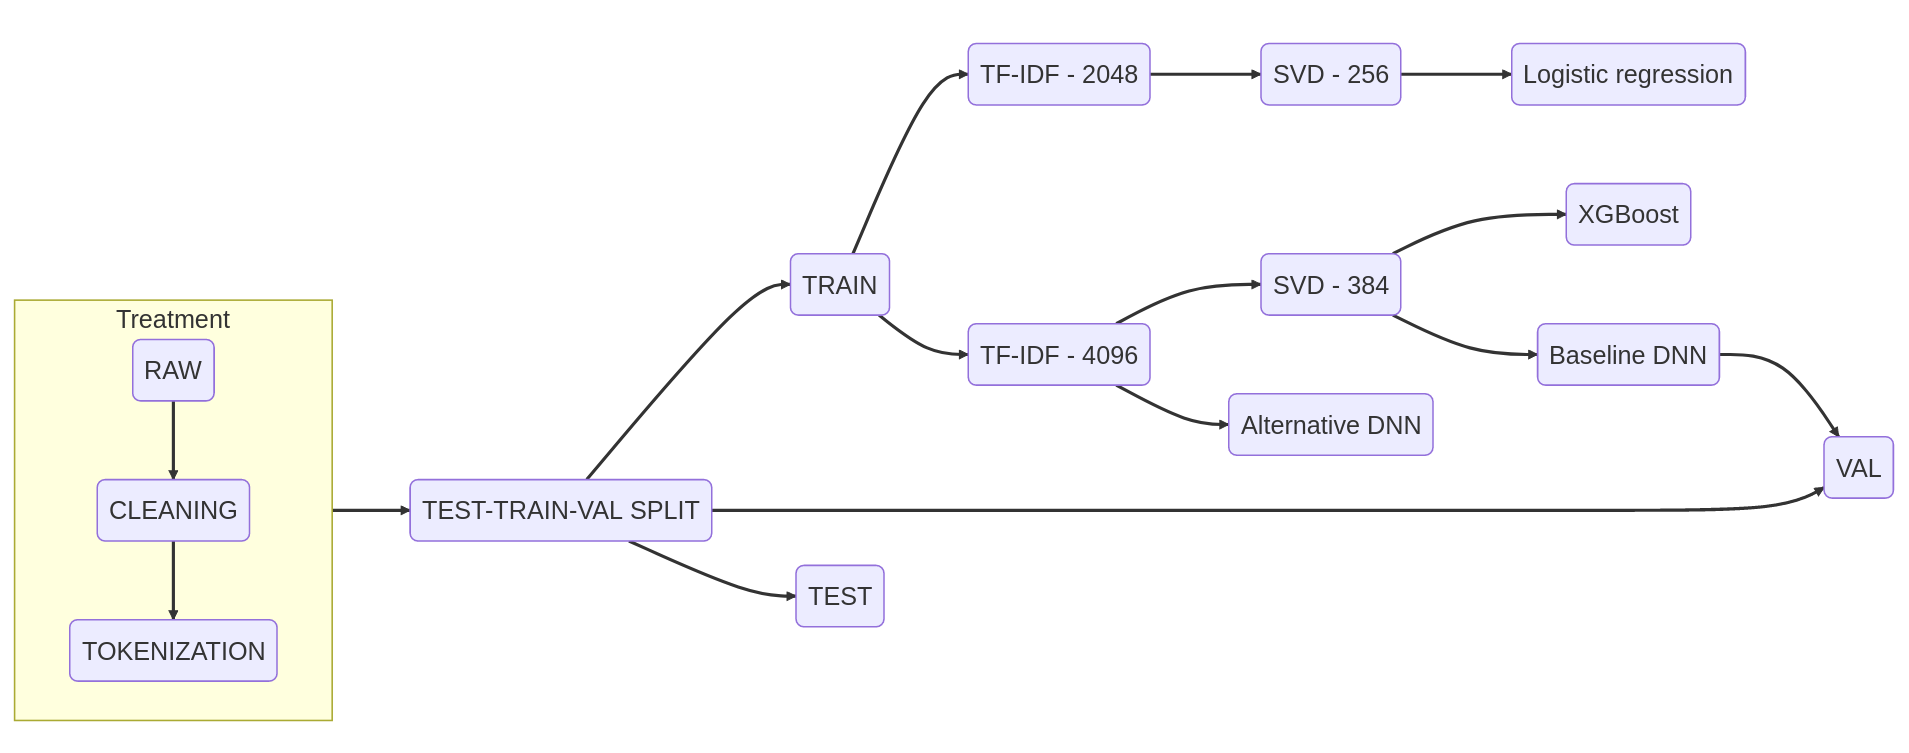 Treatment
RAW
CLEANING
TOKENIZATION
TEST-TRAIN-VAL SPLIT
TRAIN
TEST
TF-IDF - 2048
SVD - 256
Logistic regression
TF-IDF - 4096
SVD - 384
XGBoost
Baseline DNN
Alternative DNN
VAL